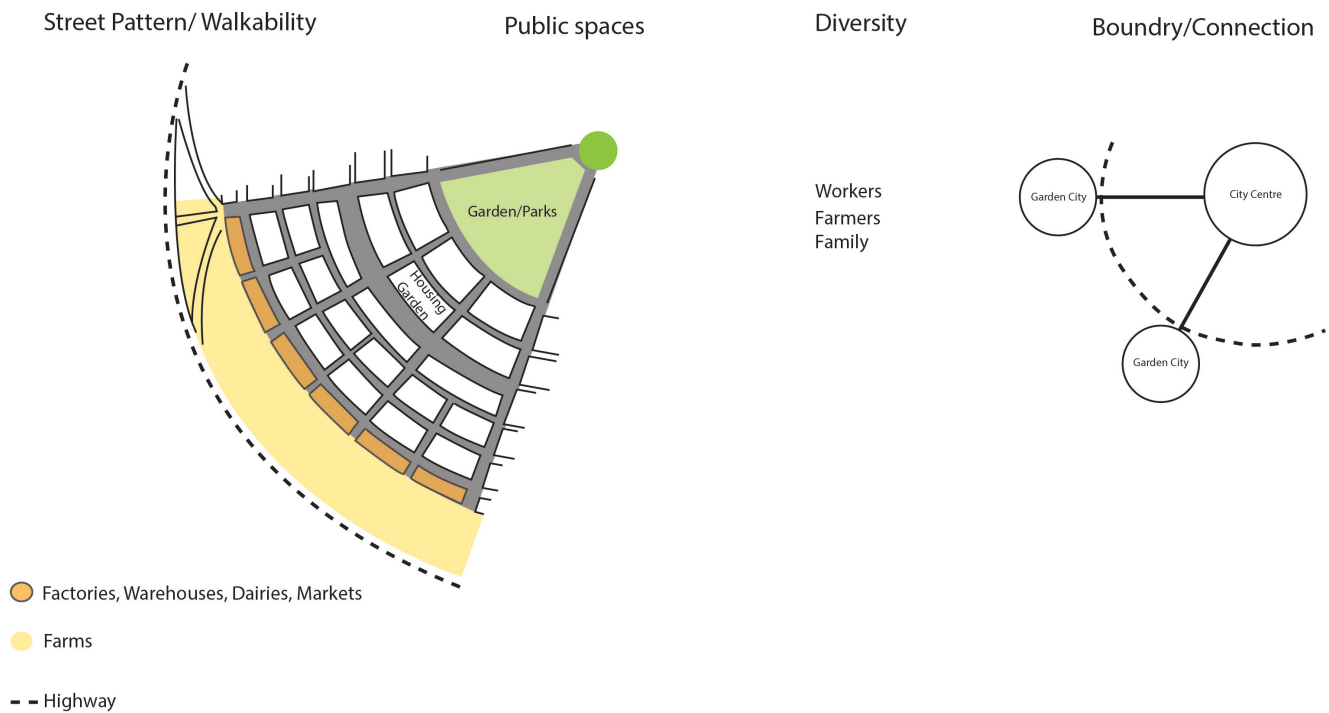 Street Pattern/ Walkability
Public spaces
Diversity
Boundry/Connection
Garden/Parks
Housing
Garden
Workers
Farmers
Family
Garden City
City Centre
Garden City
Factories, Warehouses, Dairies, Markets
Farms
Highway